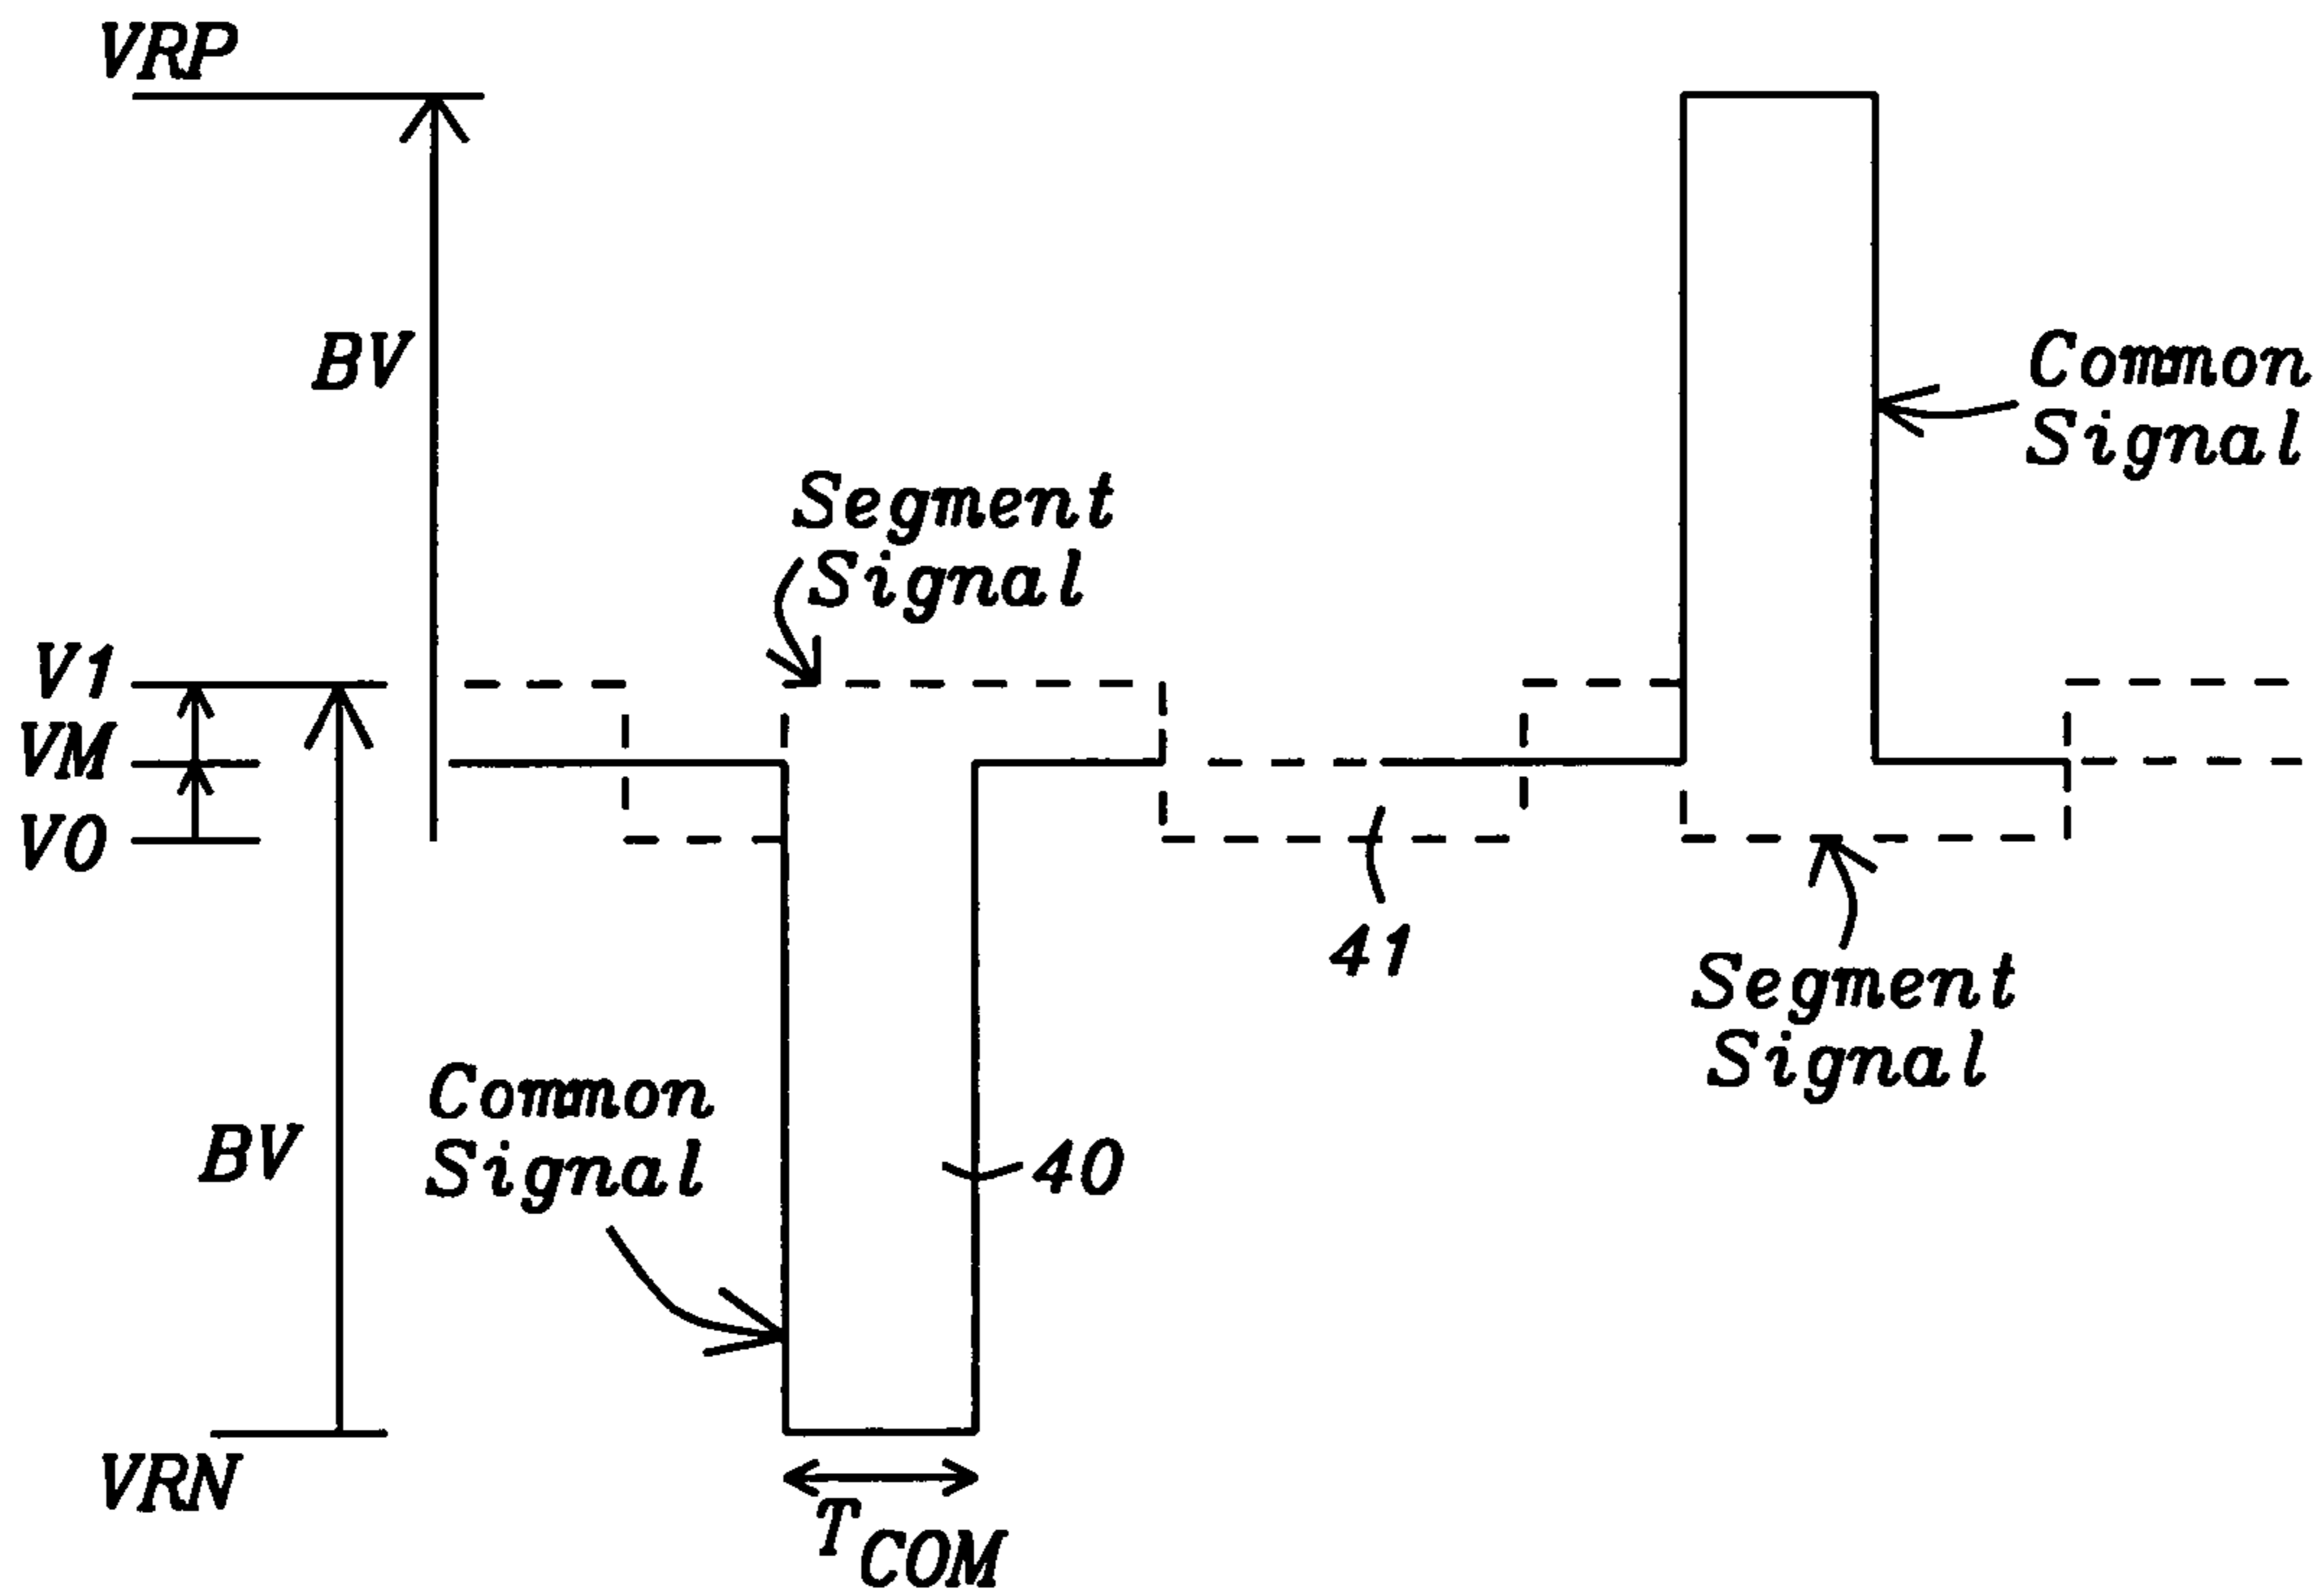 VRP
BV
Common
Signal
Segment
Signal
V1
VM
V0
41
Segment
Signal
Common
Signal
BV
40
VRN
TCOM